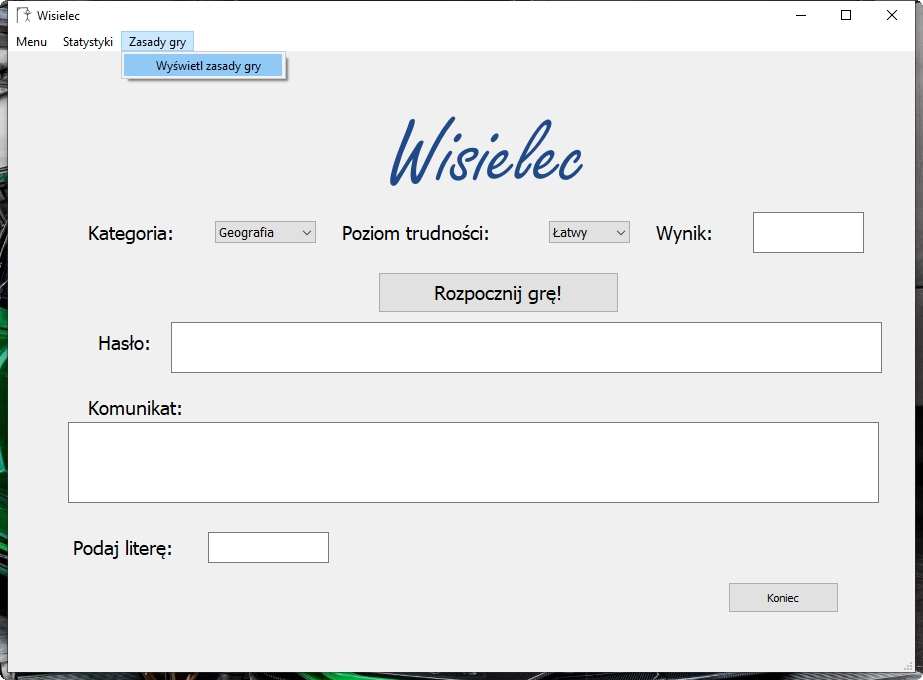 Wisielec
Menu Statystyki Zasady gry
Wyświetl zasady gry
Wisielec
Kategoria: Geografia Poziom trudności: Łatwy Wynik:
Rozpocznij grę!
Hasło:
Komunikat:
Podaj literę:
Koniec